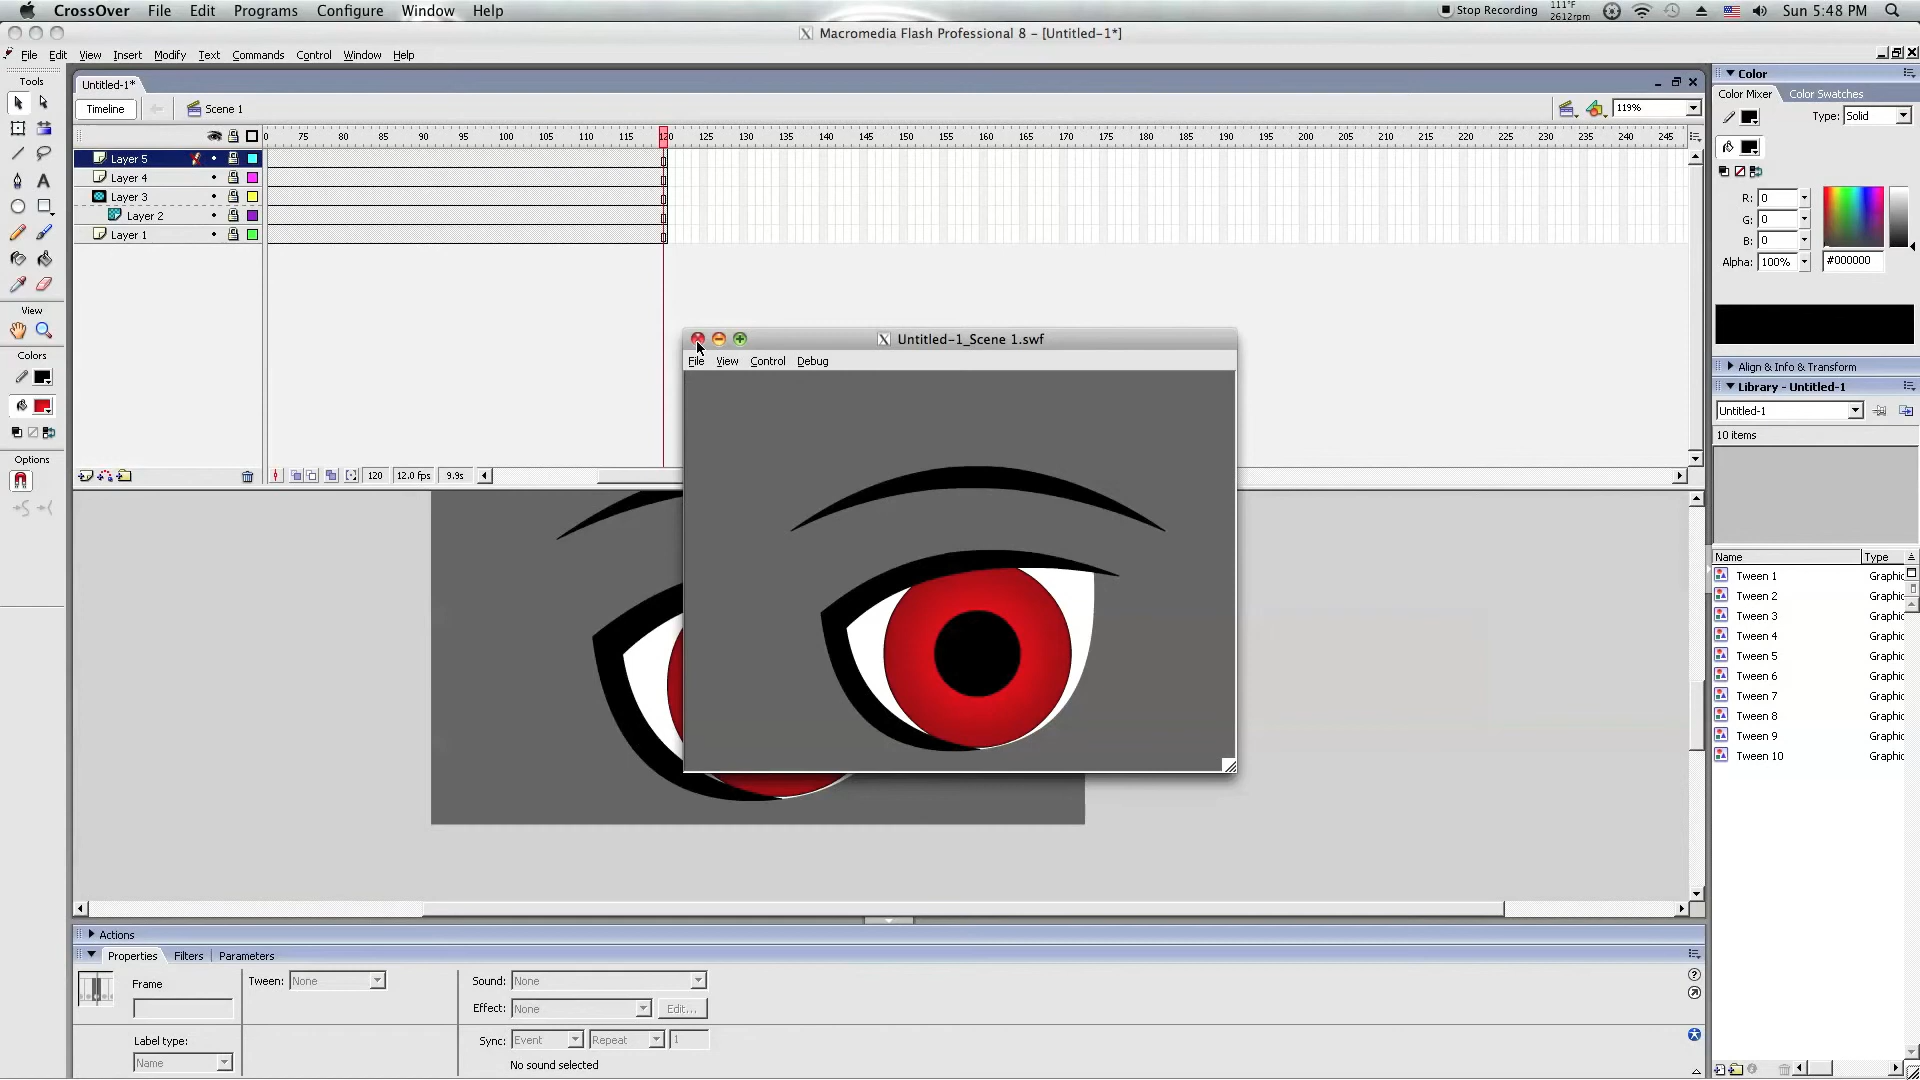 CrossOver File Edit Programs Configure Window Help Stop Recording 111°F 2612rpm Sun 5:48 PM
Macromedia Flash Professional 8 - [Untitled-1*]
File Edit View Insert Modify Text Commands Control Window Help
Tools
Untitled-1*
Timeline Scene 1 119%
0 75 80 85 90 95 100 105 110 115 120 125 130 135 140 145 150 155 160 165 170 175 180 185 190 195 200 205 210 215 220 225 230 235 240 245
Layer 5
Layer 4
Layer 3
Layer 2
Layer 1
View
Colors
Options
120 12.0 fps 9.9s
Untitled-1_Scene 1.swf
File View Control Debug
Color
Color Mixer Color Swatches
Type: Solid
R: 0
G: 0
B: 0
Alpha: 100% #000000
Align & Info & Transform
Library - Untitled-1
Untitled-1
10 items
Name Type
Tween 1 Graphic
Tween 2 Graphic
Tween 3 Graphic
Tween 4 Graphic
Tween 5 Graphic
Tween 6 Graphic
Tween 7 Graphic
Tween 8 Graphic
Tween 9 Graphic
Tween 10 Graphic
Actions
Properties Filters Parameters
Frame Tween: None Sound: None
Effect: None Edit...
Label type: Sync: Event Repeat 1
Name No sound selected